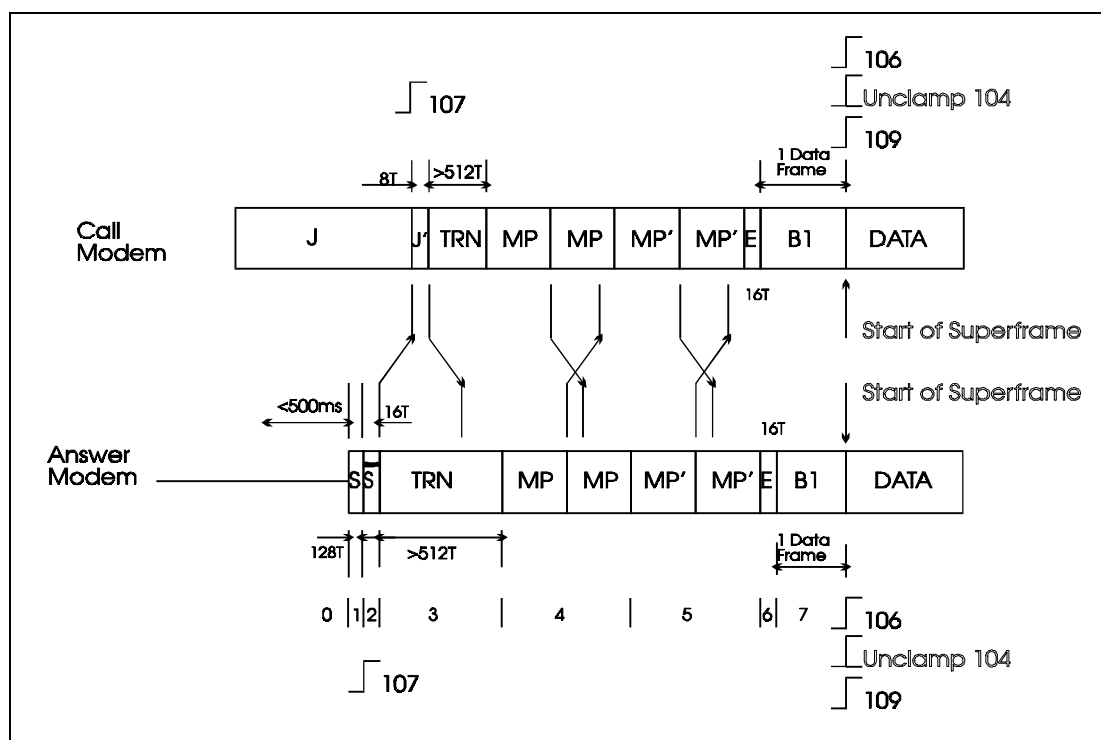 106
107
Unclamp 104
109
1 Data
Frame
8T
>512T
Call
Modem
J
J'
TRN
MP
MP
MP'
MP'
E
B1
DATA
16T
Start of Superframe
Start of Superframe
<500ms
16T
16T
Answer
Modem
S
S
TRN
MP
MP
MP'
MP'
E
B1
DATA
128T
>512T
1 Data
Frame
0
1
2
3
4
5
6
7
106
Unclamp 104
107
109